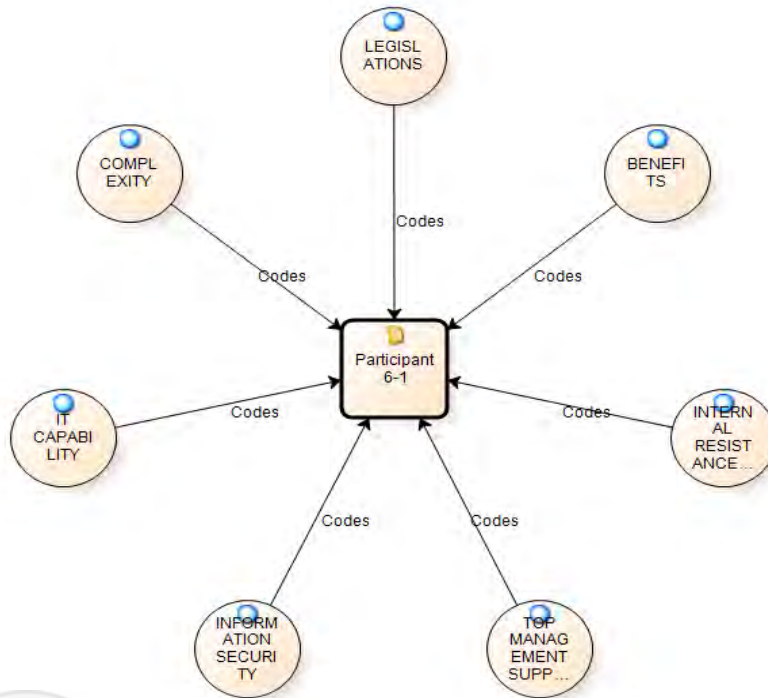 LEGISL
ATIONS
COMPL
EXITY
BENEFI
TS
Codes
Codes
Codes
Participant
6-1
IT
CAPABI
LITY
Codes
Codes
INTERN
AL
RESIST
ANCE...
Codes
Codes
INFORM
ATION
SECURI
TY
TOP
MANAG
EMENT
SUPP...